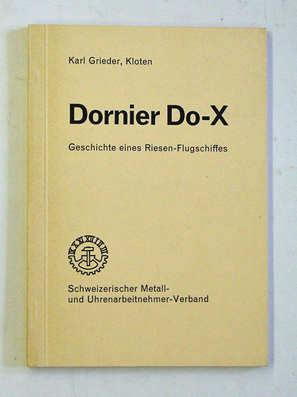 Karl Grieder, Kloten
Dornier Do-X
Geschichte eines Riesen-Flugschiffes
Schweizerischer Metall-
und Uhrenarbeitnehmer-Verband